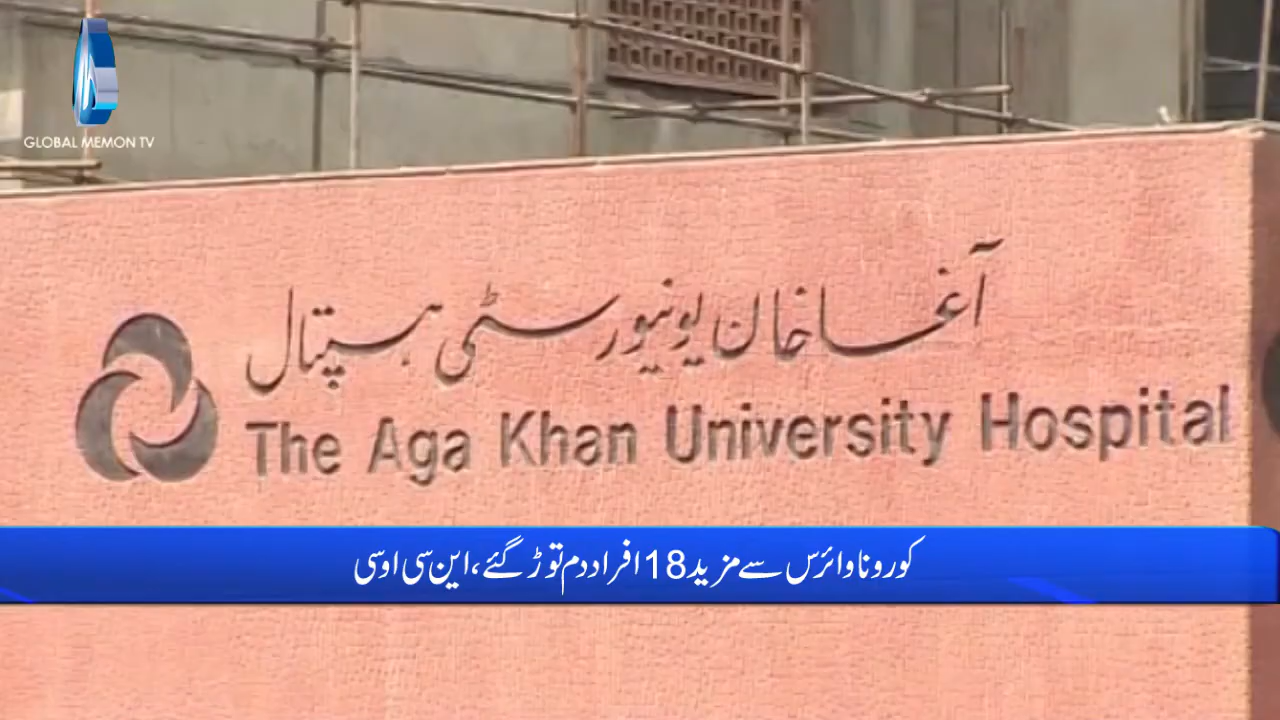 GLOBAL MEMON TV
آغا خان یونیورسٹی ہسپتال
The Aga Khan University Hospital
کورونا وائرس سے مزید 18 افراد دم توڑ گئے، این سی او سی